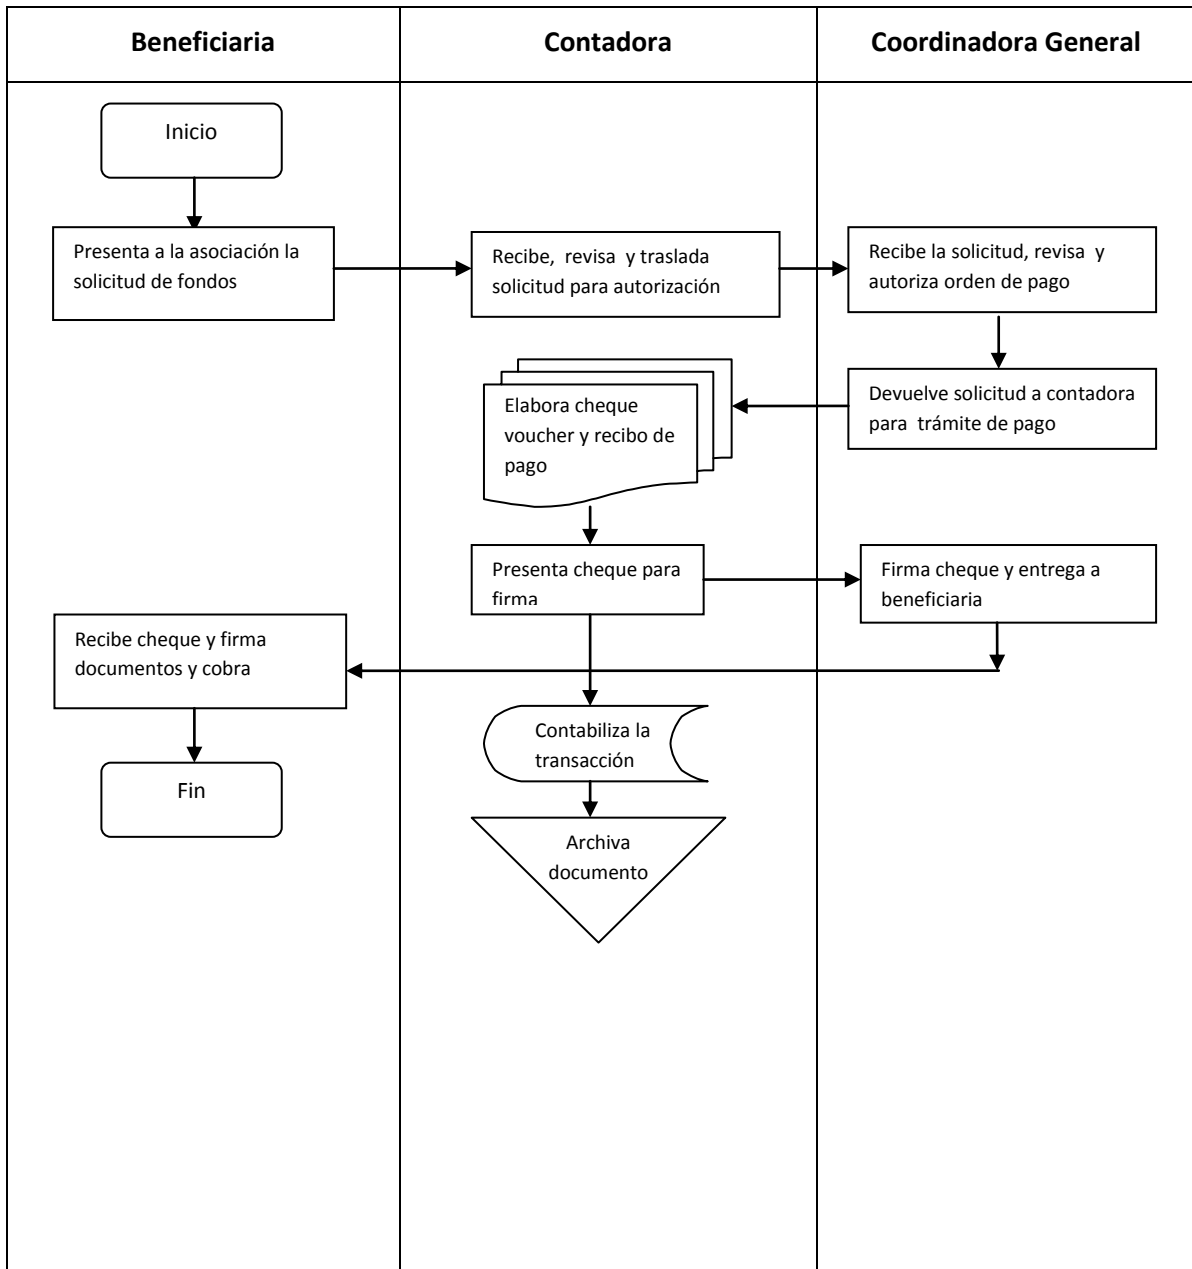 Beneficiaria
Contadora
Coordinadora General
Inicio
Presenta a la asociación la
solicitud de fondos
Recibe, revisa y traslada
solicitud para autorización
Recibe la solicitud, revisa y
autoriza orden de pago
Devuelve solicitud a contadora
para trámite de pago
Elabora cheque
voucher y recibo de
pago
Presenta cheque para
firma
Firma cheque y entrega a
beneficiaria
Recibe cheque y firma
documentos y cobra
Contabiliza la
transacción
Fin
Archiva
documento